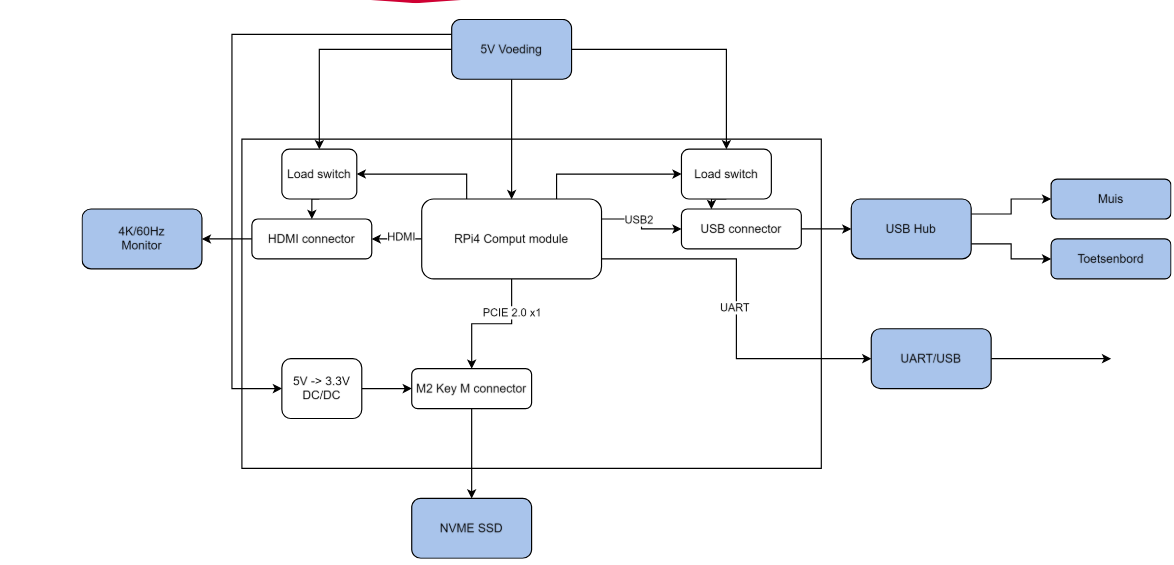 5V Voeding
Load switch
Load switch
4K/60Hz
Monitor
HDMI connector
HDMI
RPi4 Comput module
USB2
USB connector
USB Hub
Muis
Toetsenbord
PCIE 2.0 x1
UART
UART/USB
5V -> 3.3V
DC/DC
M2 Key M connector
NVME SSD